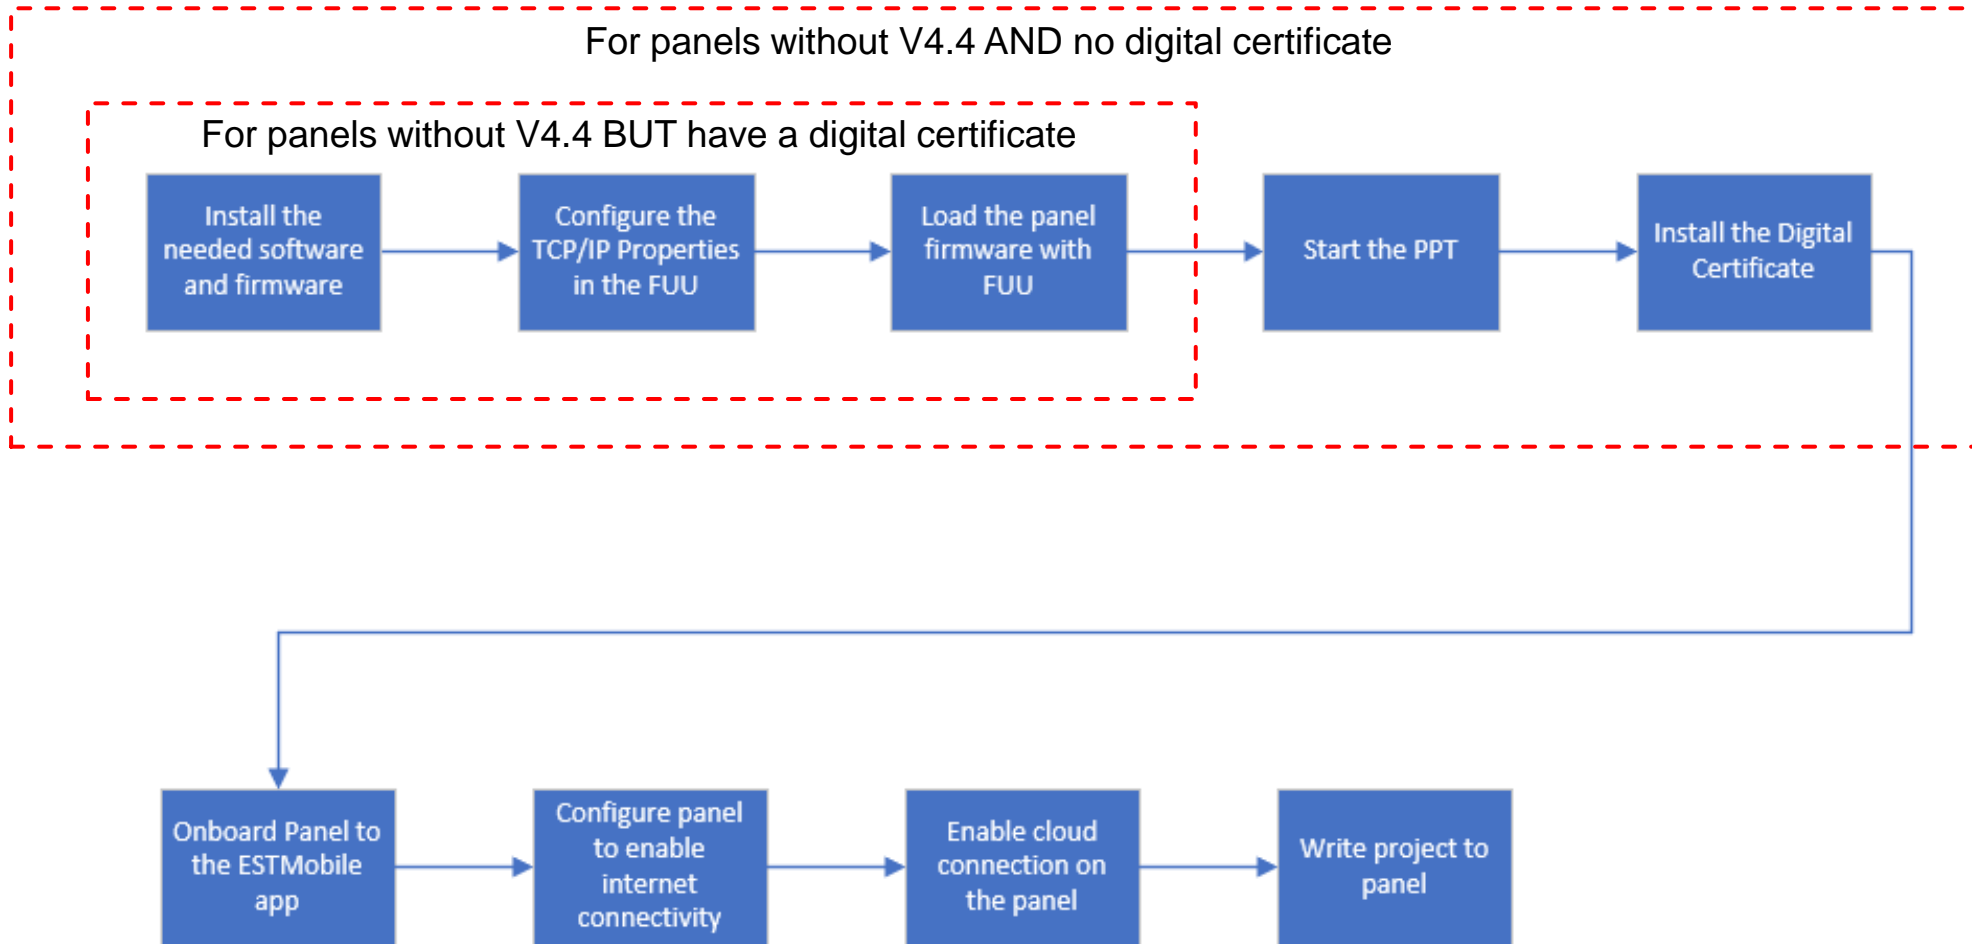 For panels without V4.4 AND no digital certificate
For panels without V4.4 BUT have a digital certificate
Install the
needed software
and firmware
Configure the
TCP/IP Properties
in the FUU
Load the panel
firmware with
FUU
Start the PPT
Install the Digital
Certificate
Onboard Panel to
the ESTMobile
app
Configure panel
to enable
internet
connectivity
Enable cloud
connection on
the panel
Write project to
panel